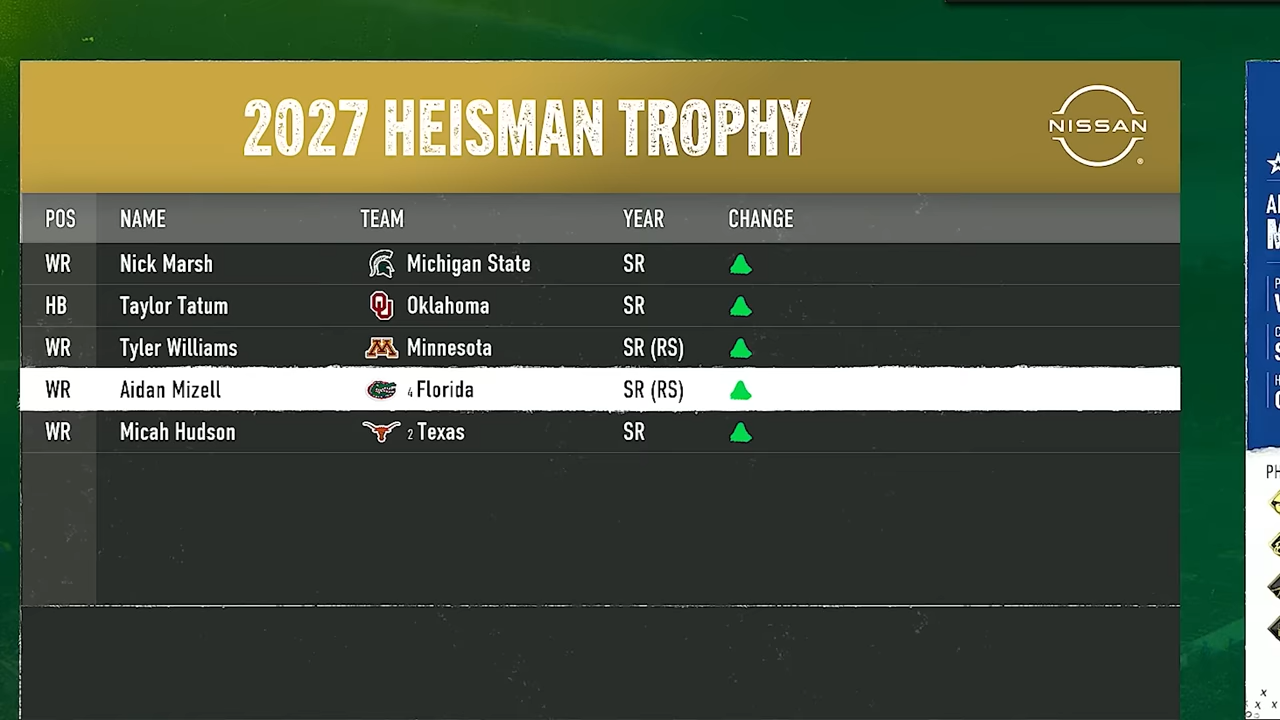 2027 HEISMAN TROPHY
NISSAN
POS NAME TEAM YEAR CHANGE
WR Nick Marsh Michigan State SR
HB Taylor Tatum OU Oklahoma SR
WR Tyler Williams M Minnesota SR (RS)
WR Aidan Mizell 4 Florida SR (RS)
WR Micah Hudson 2 Texas SR